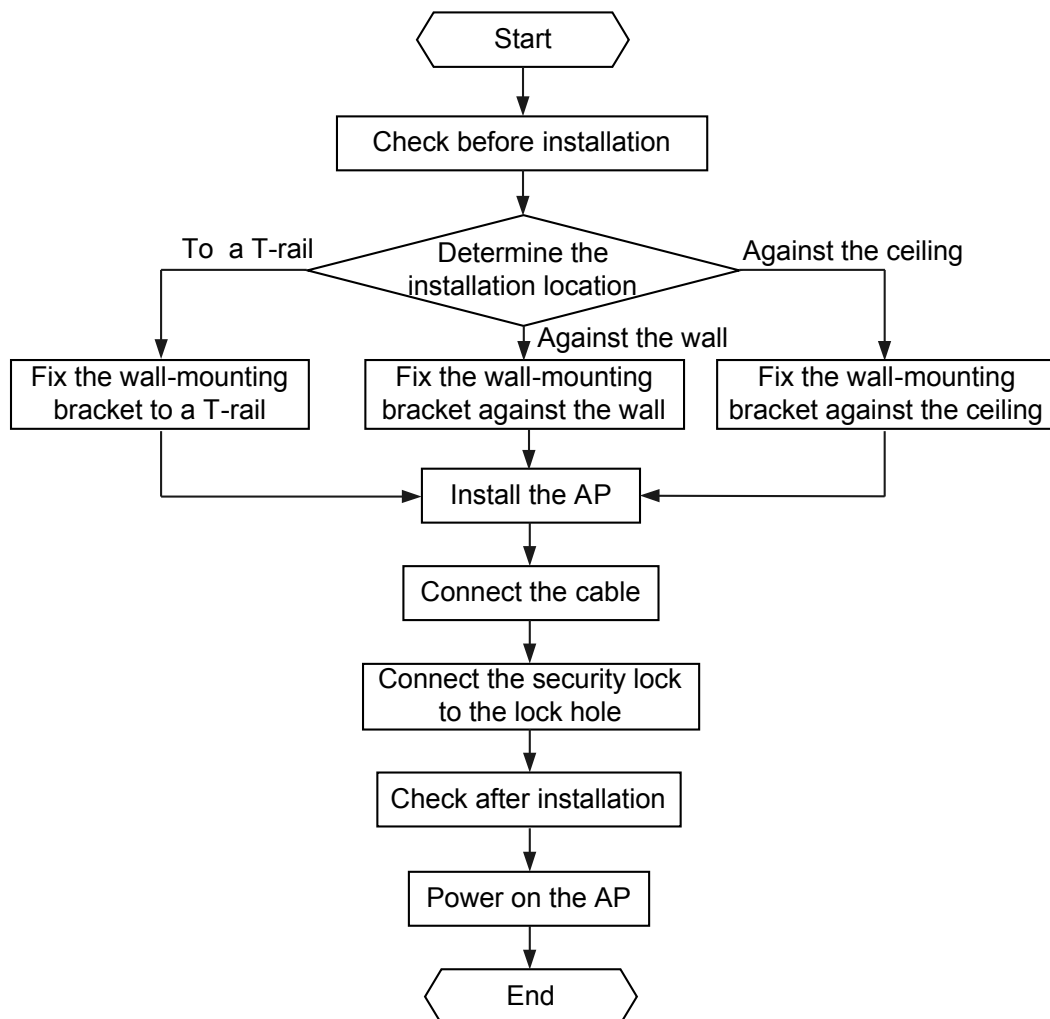 Start
Check before installation
To a T-rail
Determine the
installation location
Against the ceiling
Against the wall
Fix the wall-mounting
bracket to a T-rail
Fix the wall-mounting
bracket against the wall
Fix the wall-mounting
bracket against the ceiling
Install the AP
Connect the cable
Connect the security lock
to the lock hole
Check after installation
Power on the AP
End